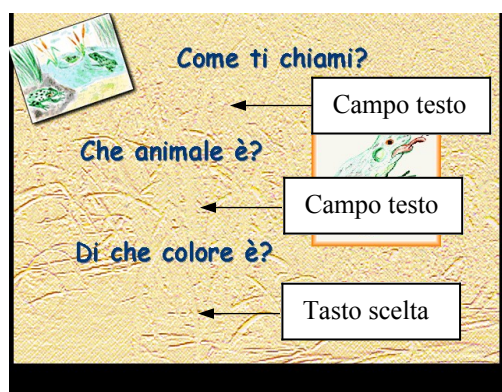 Come ti chiami?
Campo testo
Che animale è?
Campo testo
Di che colore è?
Tasto scelta